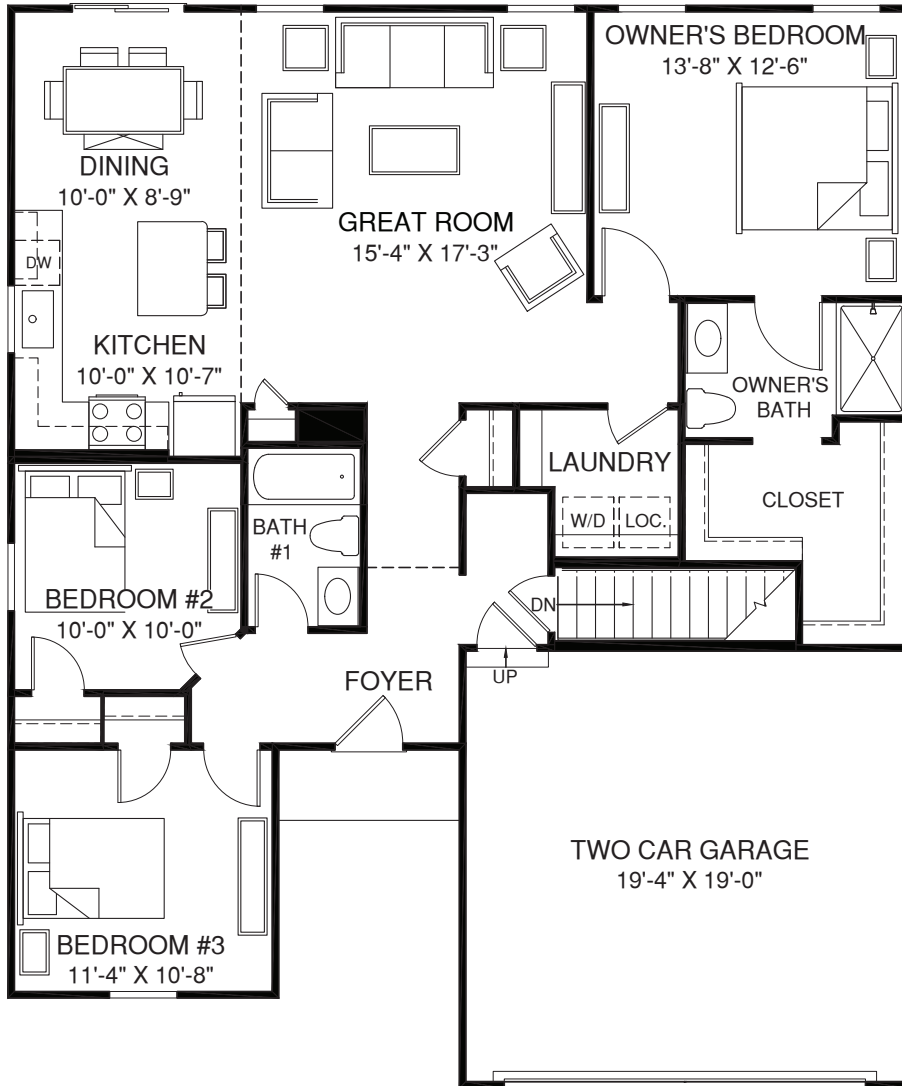 OWNER'S BEDROOM
13'-8" X 12'-6"
DINING
10'-0" X 8'-9"
GREAT ROOM
15'-4" X 17'-3"
DW
KITCHEN
10'-0" X 10'-7"
OWNER'S
BATH
LAUNDRY
CLOSET
W/D
LOC.
BATH
#1
BEDROOM #2
10'-0" X 10'-0"
DN
FOYER
UP
TWO CAR GARAGE
19'-4" X 19'-0"
BEDROOM #3
11'-4" X 10'-8"